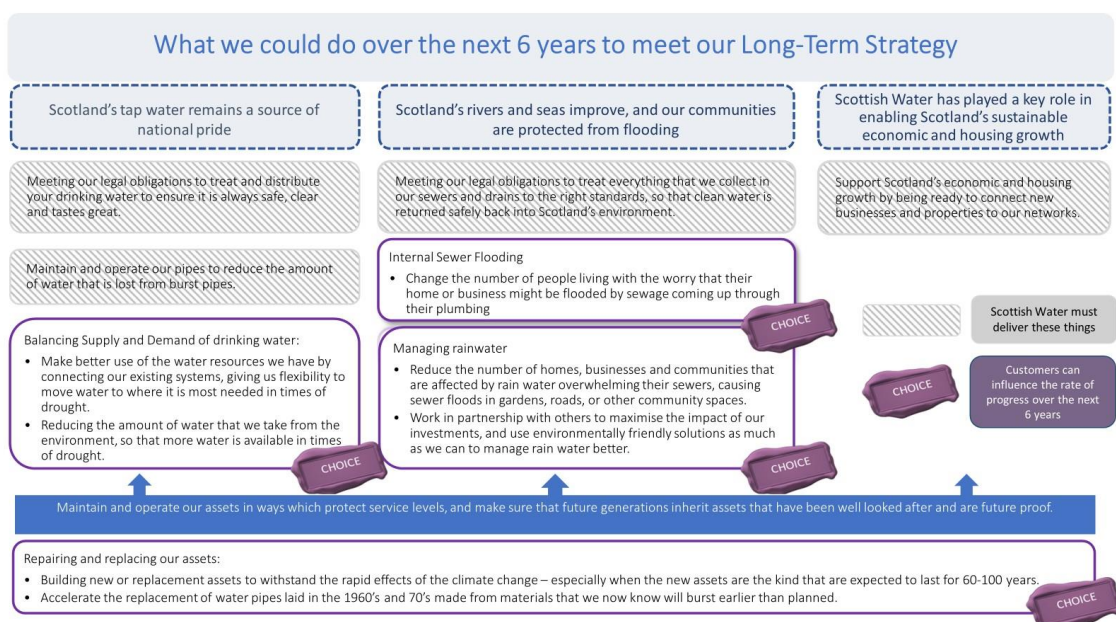 What we could do over the next 6 years to meet our Long-Term Strategy
Scotland's tap water remains a source of
national pride
Meeting our legal obligations to treat and distribute
your drinking water to ensure it is always safe, clear
and tastes great.
Maintain and operate our pipes to reduce the amount
of water that is lost from burst pipes.
Balancing Supply and Demand of drinking water:
• Make better use of the water resources we have by
connecting our existing systems, giving us flexibility to
move water to where it is most needed in times of
drought.
• Reducing the amount of water that we take from the
environment, so that more water is available in times
of drought.
CHOICE
Scotland's rivers and seas improve, and our communities
are protected from flooding
Meeting our legal obligations to treat everything that we collect in
our sewers and drains to the right standards, so that clean water is
returned safely back into Scotland's environment.
Internal Sewer Flooding
• Change the number of people living with the worry that their
home or business might be flooded by sewage coming up through
their plumbing
CHOICE
Managing rainwater
• Reduce the number of homes, businesses and communities that
are affected by rain water overwhelming their sewers, causing
sewer floods in gardens, roads, or other community spaces.
• Work in partnership with others to maximise the impact of our
investments, and use environmentally friendly solutions as much
as we can to manage rain water better.
CHOICE
Scottish Water has played a key role in
enabling Scotland's sustainable
economic and housing growth
Support Scotland's economic and housing
growth by being ready to connect new
businesses and properties to our networks.
Scottish Water must
deliver these things
CHOICE
Customers can
influence the rate of
progress over the next
6 years
Maintain and operate our assets in ways which protect service levels, and make sure that future generations inherit assets that have been well looked after and are future proof.
Repairing and replacing our assets:
• Building new or replacement assets to withstand the rapid effects of the climate change – especially when the new assets are the kind that are expected to last for 60-100 years.
• Accelerate the replacement of water pipes laid in the 1960's and 70's made from materials that we now know will burst earlier than planned.
CHOICE